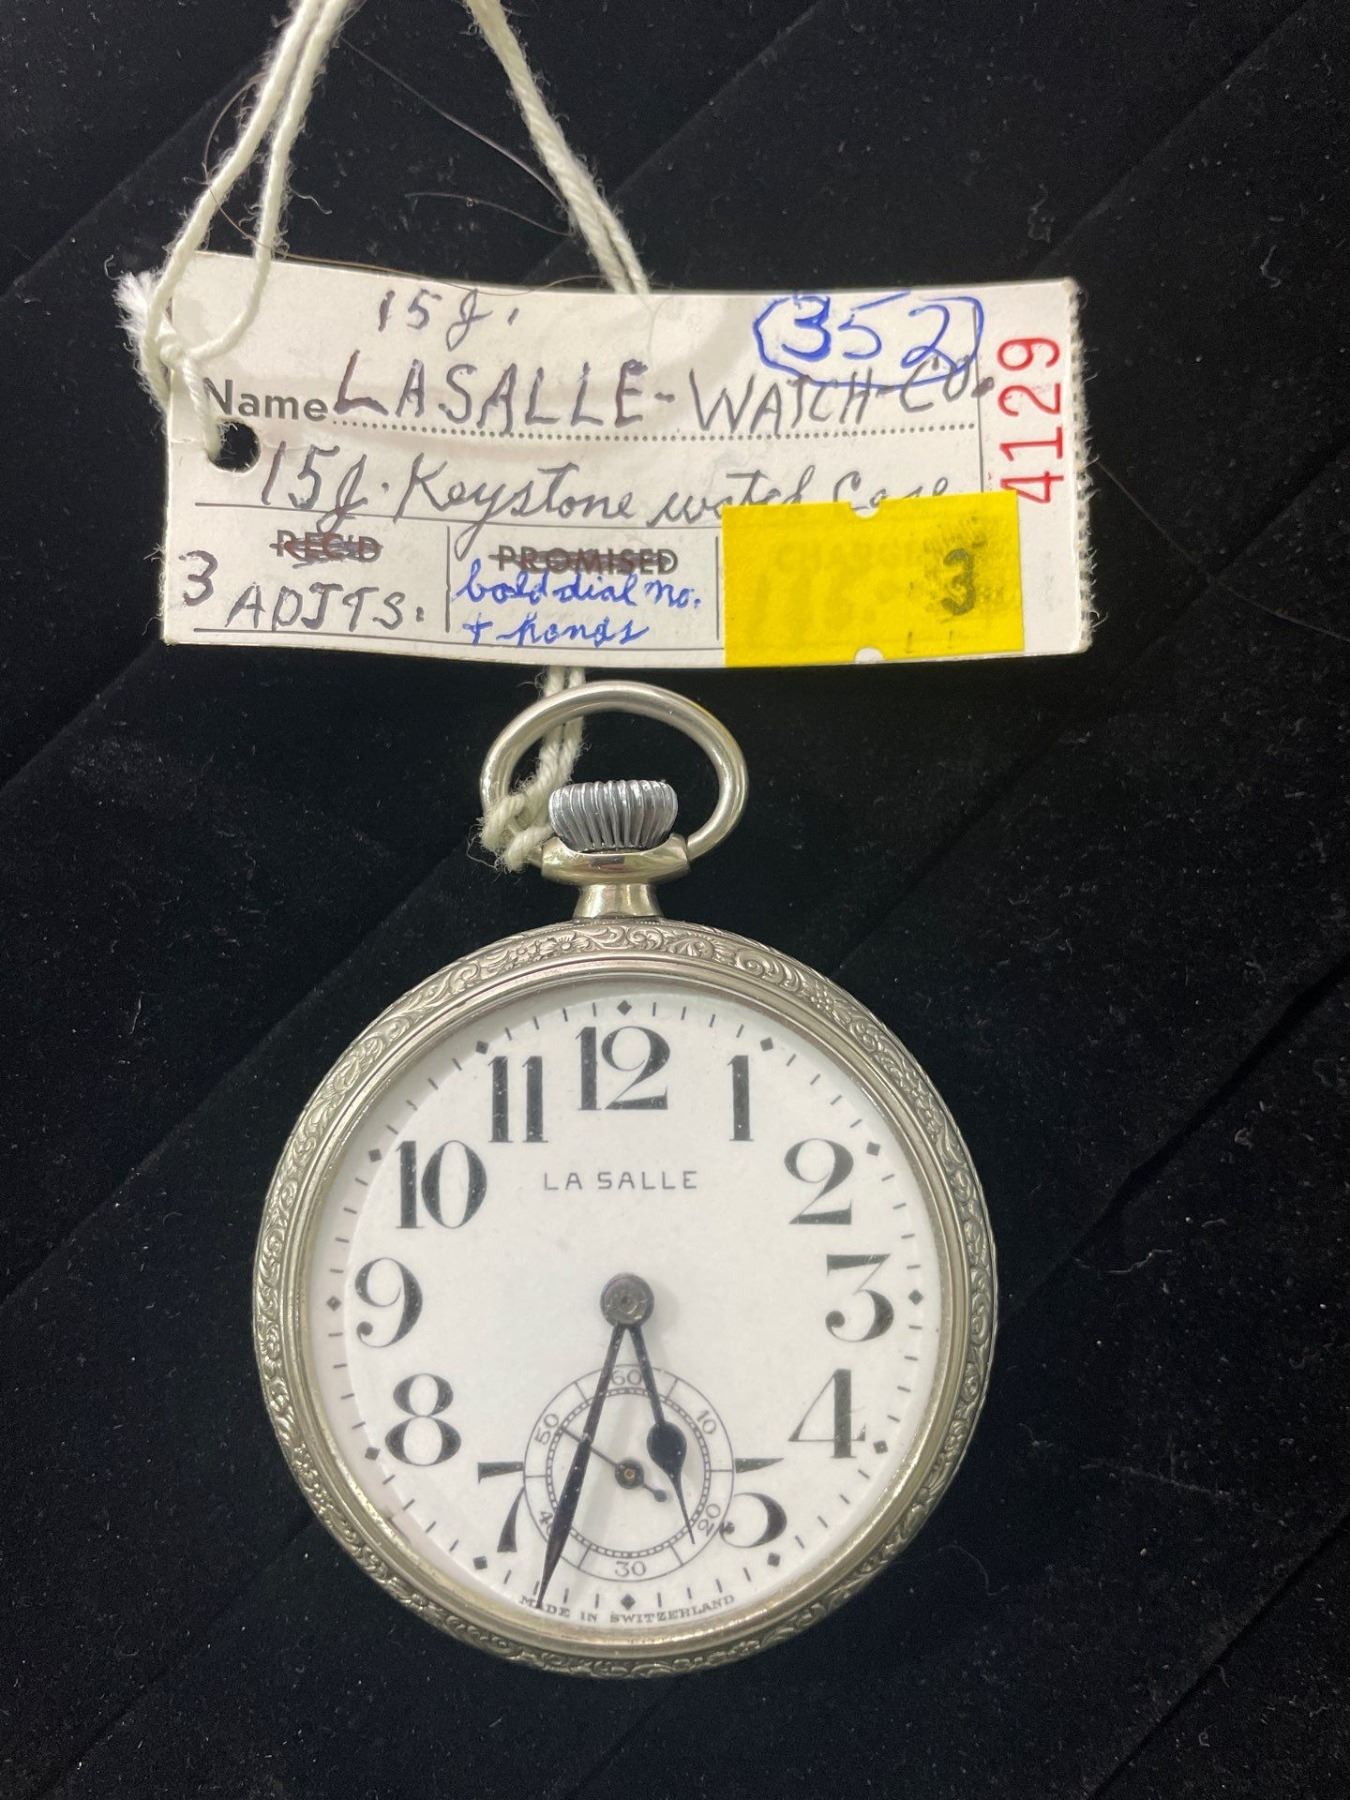 15J.
352
Name LASALLE-WATCH-CO.
4129
15J. Keystone watch Case
REC'D
PROMISED
3 ADJTS.
bold dial no.
+ hands
3
12
11 1
10 2
LA SALLE
9 3
8 4
7 5
60
50 10
20
30
MADE IN SWITZERLAND